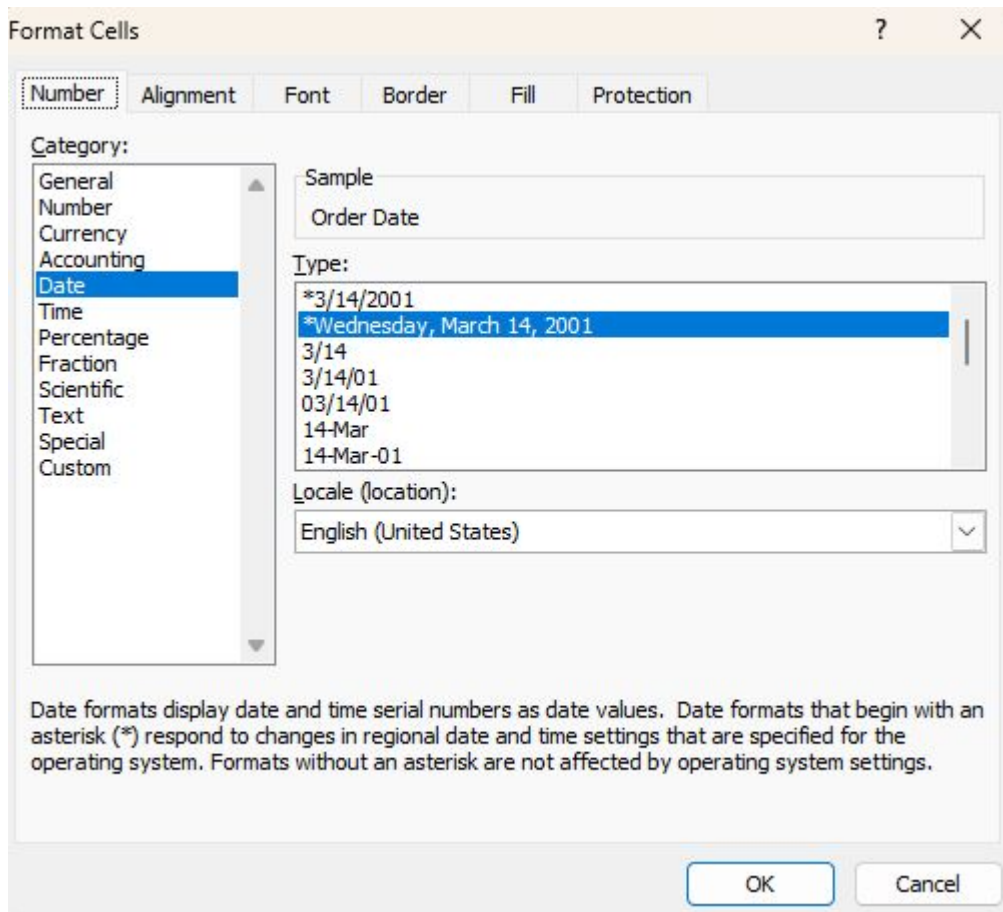 Format Cells ?
Number Alignment Font Border Fill Protection
Category:
General
Number
Currency
Accounting
Date
Time
Percentage
Fraction
Scientific
Text
Special
Custom
Sample
Order Date
Type:
*3/14/2001
*Wednesday, March 14, 2001
3/14
3/14/01
03/14/01
14-Mar
14-Mar-01
Locale (location):
English (United States)
Date formats display date and time serial numbers as date values.  Date formats that begin with an
asterisk (*) respond to changes in regional date and time settings that are specified for the
operating system. Formats without an asterisk are not affected by operating system settings.
OK Cancel